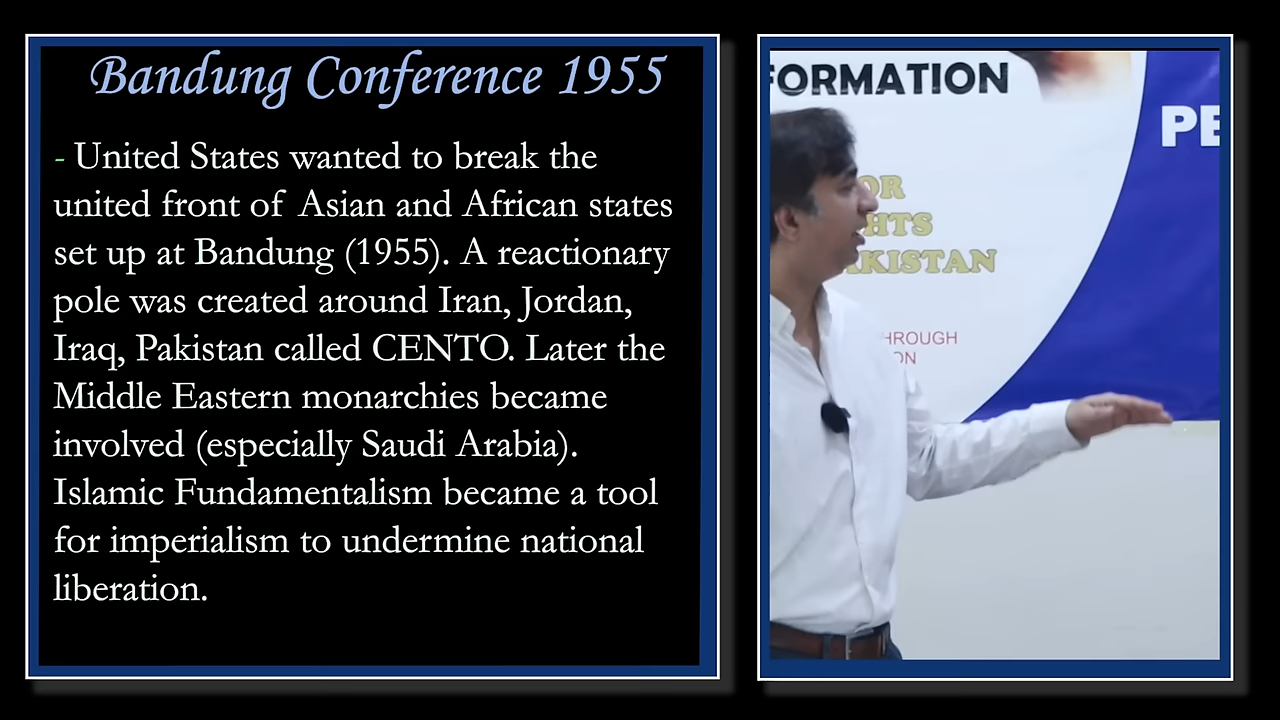 Bandung Conference 1955
- United States wanted to break the
united front of Asian and African states
set up at Bandung (1955). A reactionary
pole was created around Iran, Jordan,
Iraq, Pakistan called CENTO. Later the
Middle Eastern monarchies became
involved (especially Saudi Arabia).
Islamic Fundamentalism became a tool
for imperialism to undermine national
liberation.
FORMATION
PE
OR
HTS
AKISTAN
HROUGH
ON